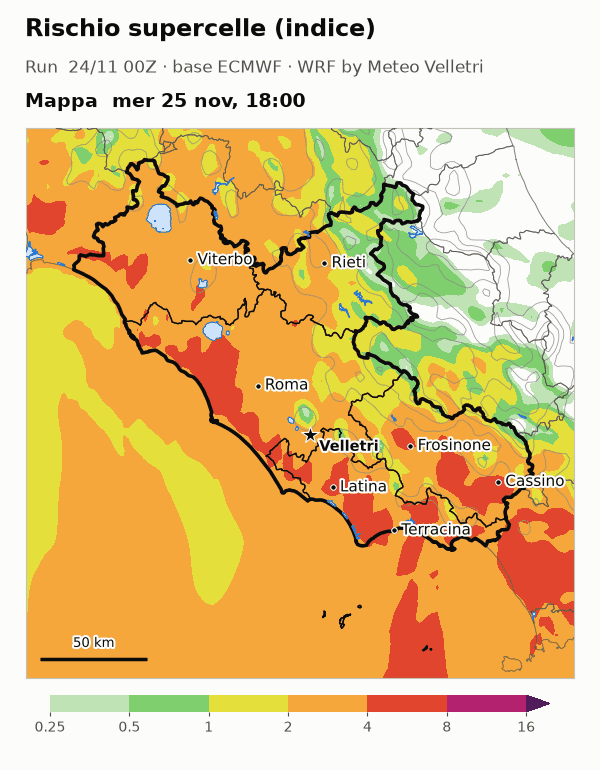 Rischio supercelle (indice)
Run  24/11 00Z · base ECMWF · WRF by Meteo Velletri
Mappa  mer 25 nov, 18:00
Viterbo
Rieti
Roma
Velletri
Frosinone
Latina
Cassino
Terracina
50 km
0.25 0.5 1 2 4 8 16